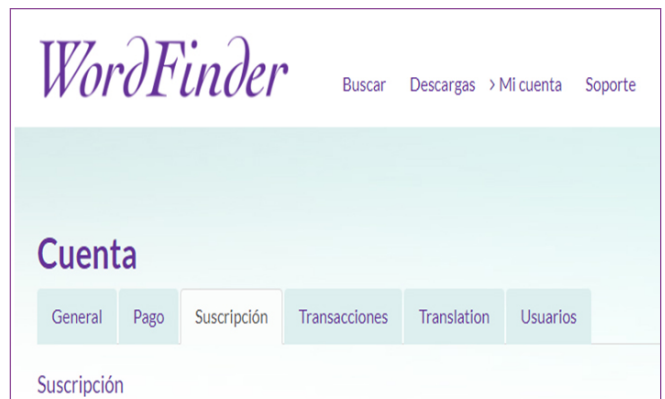 WordFinder
Buscar Descargas > Mi cuenta Soporte
Cuenta
General Pago Suscripción Transacciones Translation Usuarios
Suscripción